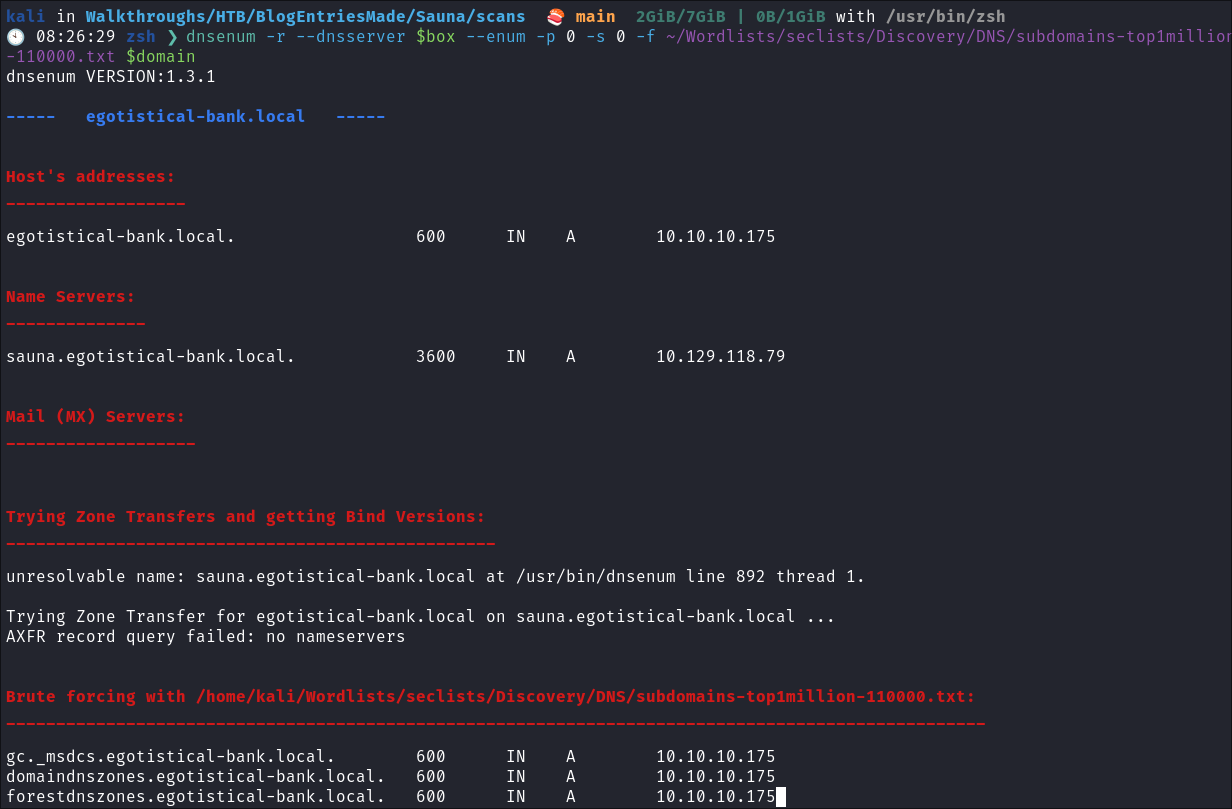 kali in Walkthroughs/HTB/BlogEntriesMade/Sauna/scans 🍣 main 2GiB/7GiB | 0B/1GiB with /usr/bin/zsh
🕙 08:26:29 zsh ❯ dnsenum -r --dnsserver $box --enum -p 0 -s 0 -f ~/Wordlists/seclists/Discovery/DNS/subdomains-top1million
-110000.txt $domain
dnsenum VERSION:1.3.1
----- egotistical-bank.local -----
Host's addresses:
------------------
egotistical-bank.local. 600 IN A 10.10.10.175
Name Servers:
--------------
sauna.egotistical-bank.local. 3600 IN A 10.129.118.79
Mail (MX) Servers:
-------------------
Trying Zone Transfers and getting Bind Versions:
-------------------------------------------------
unresolvable name: sauna.egotistical-bank.local at /usr/bin/dnsenum line 892 thread 1.
Trying Zone Transfer for egotistical-bank.local on sauna.egotistical-bank.local ...
AXFR record query failed: no nameservers
Brute forcing with /home/kali/Wordlists/seclists/Discovery/DNS/subdomains-top1million-110000.txt:
--------------------------------------------------------------------------------------------------
gc._msdcs.egotistical-bank.local. 600 IN A 10.10.10.175
domaindnszones.egotistical-bank.local. 600 IN A 10.10.10.175
forestdnszones.egotistical-bank.local. 600 IN A 10.10.10.175